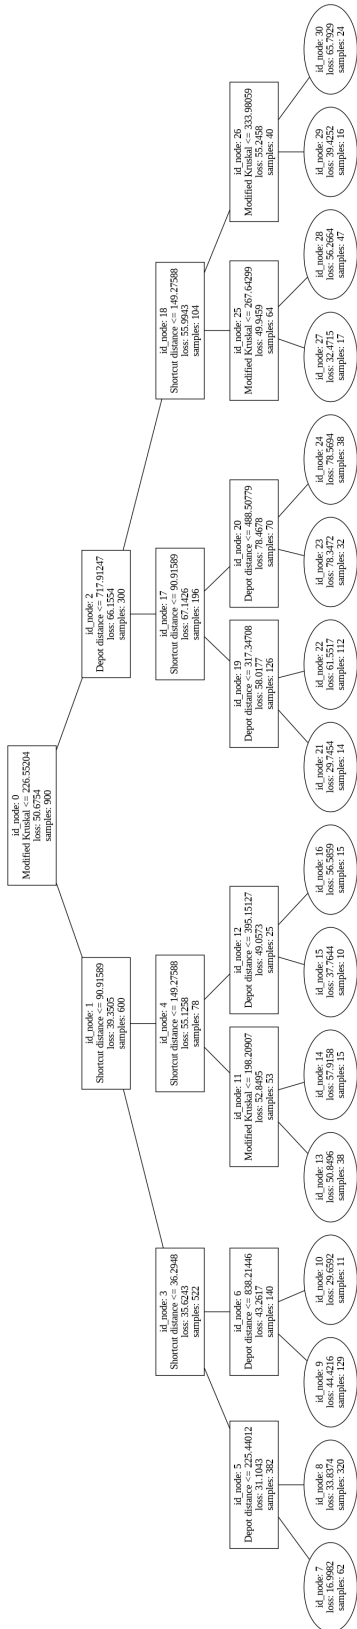 id_node: 0
Modified Kruskal <= 226.55204
loss: 50.6754
samples: 900
id_node: 1
Shortcut distance <= 90.91589
loss: 39.3505
samples: 600
id_node: 2
Depot distance <= 717.91247
loss: 66.1554
samples: 300
id_node: 3
Shortcut distance <= 36.2948
loss: 35.6243
samples: 522
id_node: 4
Shortcut distance <= 149.27588
loss: 55.1258
samples: 78
id_node: 17
Shortcut distance <= 90.91589
loss: 67.1426
samples: 196
id_node: 18
Shortcut distance <= 149.27588
loss: 55.9943
samples: 104
id_node: 5
Depot distance <= 225.44012
loss: 31.1043
samples: 382
id_node: 6
Depot distance <= 838.21446
loss: 43.2617
samples: 140
id_node: 11
Modified Kruskal <= 198.20907
loss: 52.8495
samples: 53
id_node: 12
Depot distance <= 395.15127
loss: 49.0573
samples: 25
id_node: 19
Depot distance <= 317.34708
loss: 58.0177
samples: 126
id_node: 20
Depot distance <= 488.50779
loss: 78.4678
samples: 70
id_node: 25
Modified Kruskal <= 267.64299
loss: 49.9459
samples: 64
id_node: 26
Modified Kruskal <= 333.98059
loss: 55.2458
samples: 40
id_node: 7
loss: 16.9982
samples: 62
id_node: 8
loss: 33.8374
samples: 320
id_node: 9
loss: 44.4216
samples: 129
id_node: 10
loss: 29.6592
samples: 11
id_node: 13
loss: 50.8496
samples: 38
id_node: 14
loss: 57.9158
samples: 15
id_node: 15
loss: 37.7644
samples: 10
id_node: 16
loss: 56.5859
samples: 15
id_node: 21
loss: 29.7454
samples: 14
id_node: 22
loss: 61.5517
samples: 112
id_node: 23
loss: 78.3472
samples: 32
id_node: 24
loss: 78.5694
samples: 38
id_node: 27
loss: 32.4715
samples: 17
id_node: 28
loss: 56.2664
samples: 47
id_node: 29
loss: 39.4252
samples: 16
id_node: 30
loss: 65.7929
samples: 24